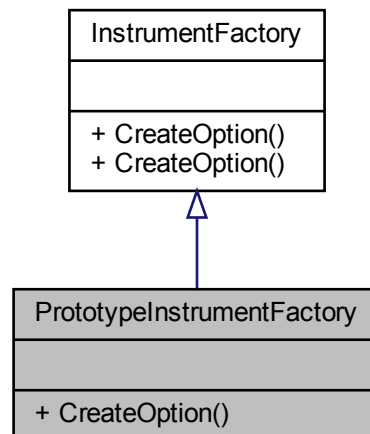 InstrumentFactory
+ CreateOption()
+ CreateOption()
PrototypeInstrumentFactory
+ CreateOption()